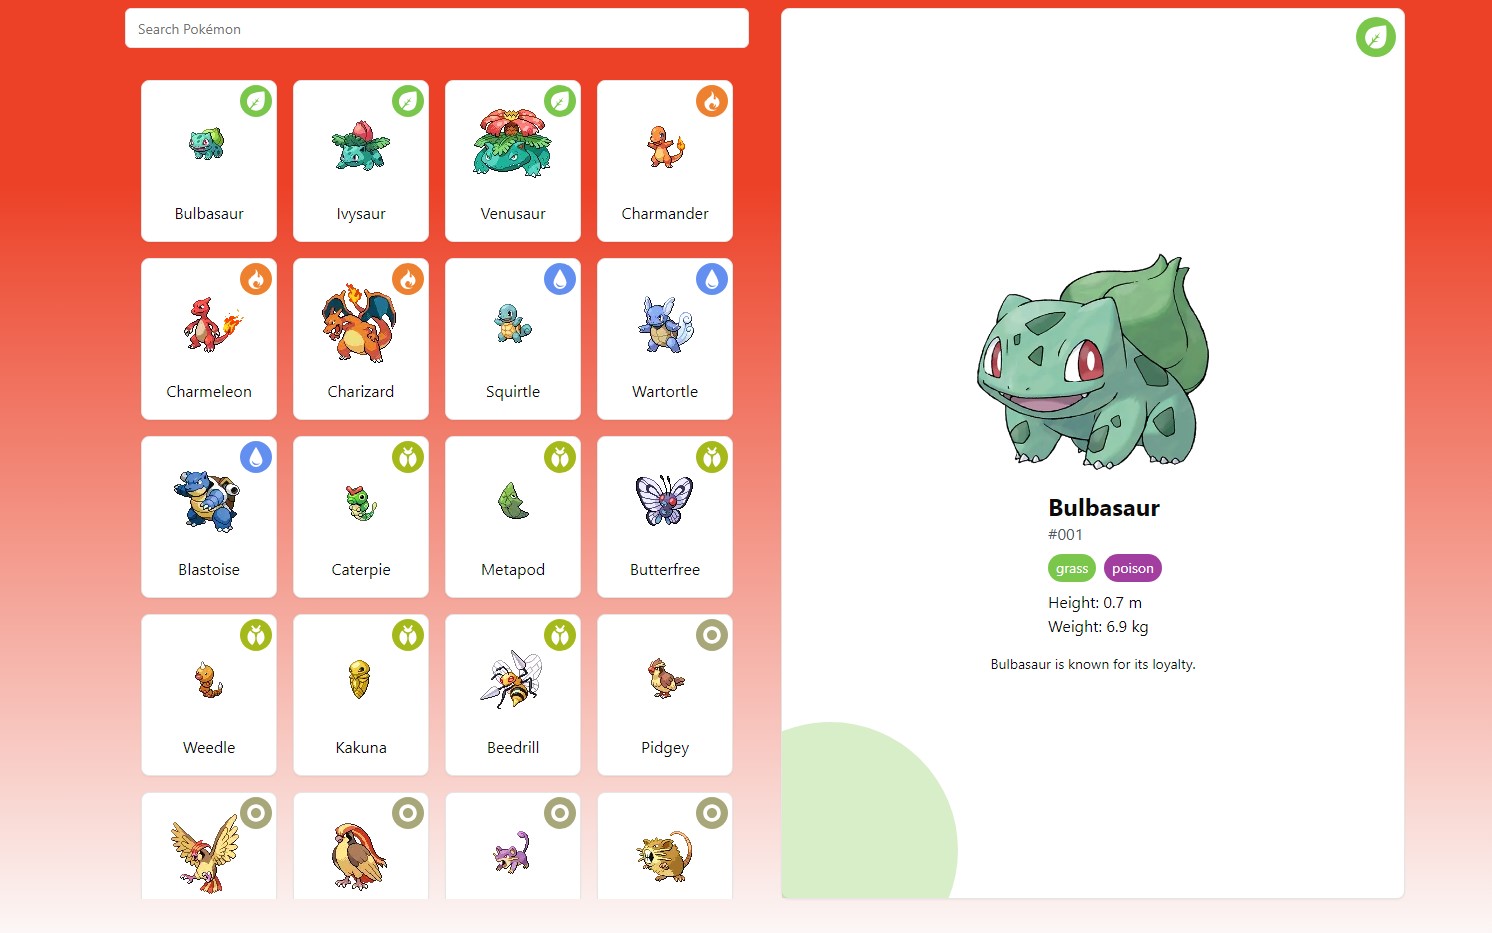 Search Pokémon
Bulbasaur
Ivysaur
Venusaur
Charmander
Charmeleon
Charizard
Squirtle
Wartortle
Blastoise
Caterpie
Metapod
Butterfree
Weedle
Kakuna
Beedrill
Pidgey
Bulbasaur
#001
grass poison
Height: 0.7 m
Weight: 6.9 kg
Bulbasaur is known for its loyalty.